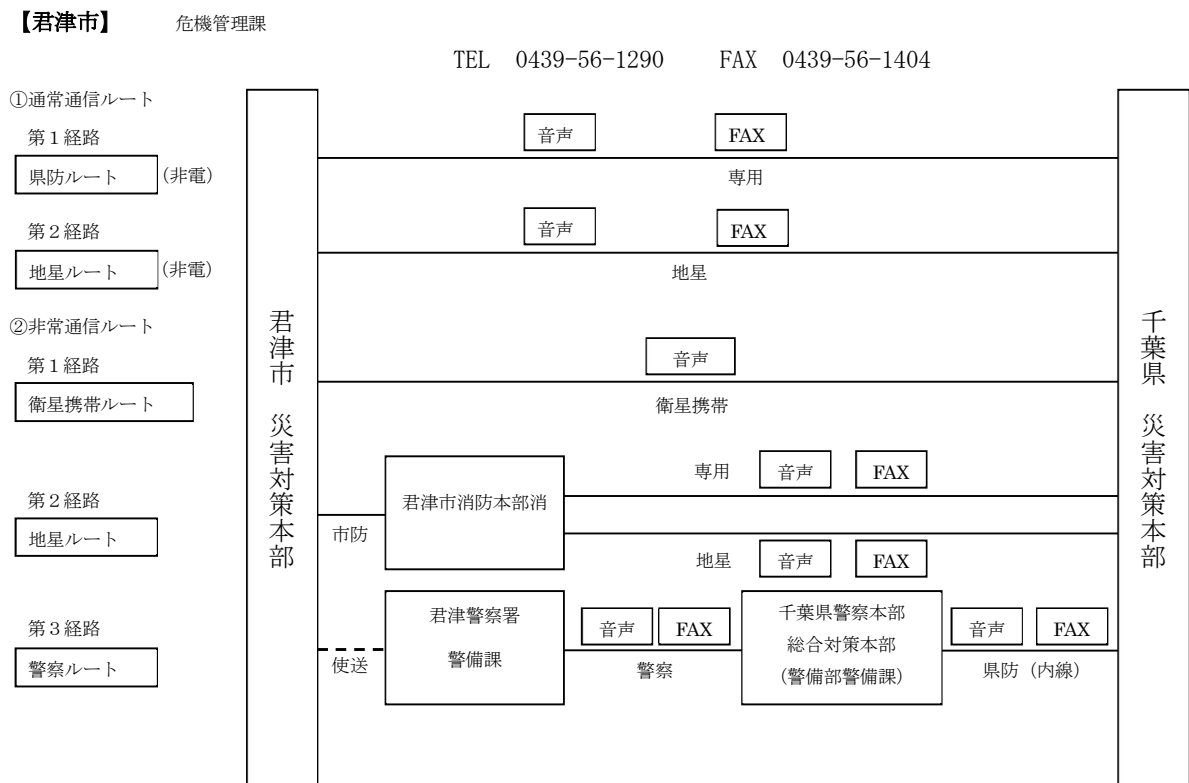 【君津市】 危機管理課
TEL 0439-56-1290 FAX 0439-56-1404
①通常通信ルート
第1経路
県防ルート (非電)
音声 FAX
専用
第2経路
地星ルート (非電)
音声 FAX
地星
②非常通信ルート
第1経路
衛星携帯ルート
音声
衛星携帯
君津市 災害対策本部
千葉県 災害対策本部
第2経路
地星ルート
市防
君津市消防本部消
専用 音声 FAX
地星 音声 FAX
第3経路
警察ルート
使送
君津警察署
警備課
音声 FAX
警察
千葉県警察本部
総合対策本部
(警備部警備課)
音声 FAX
県防(内線)